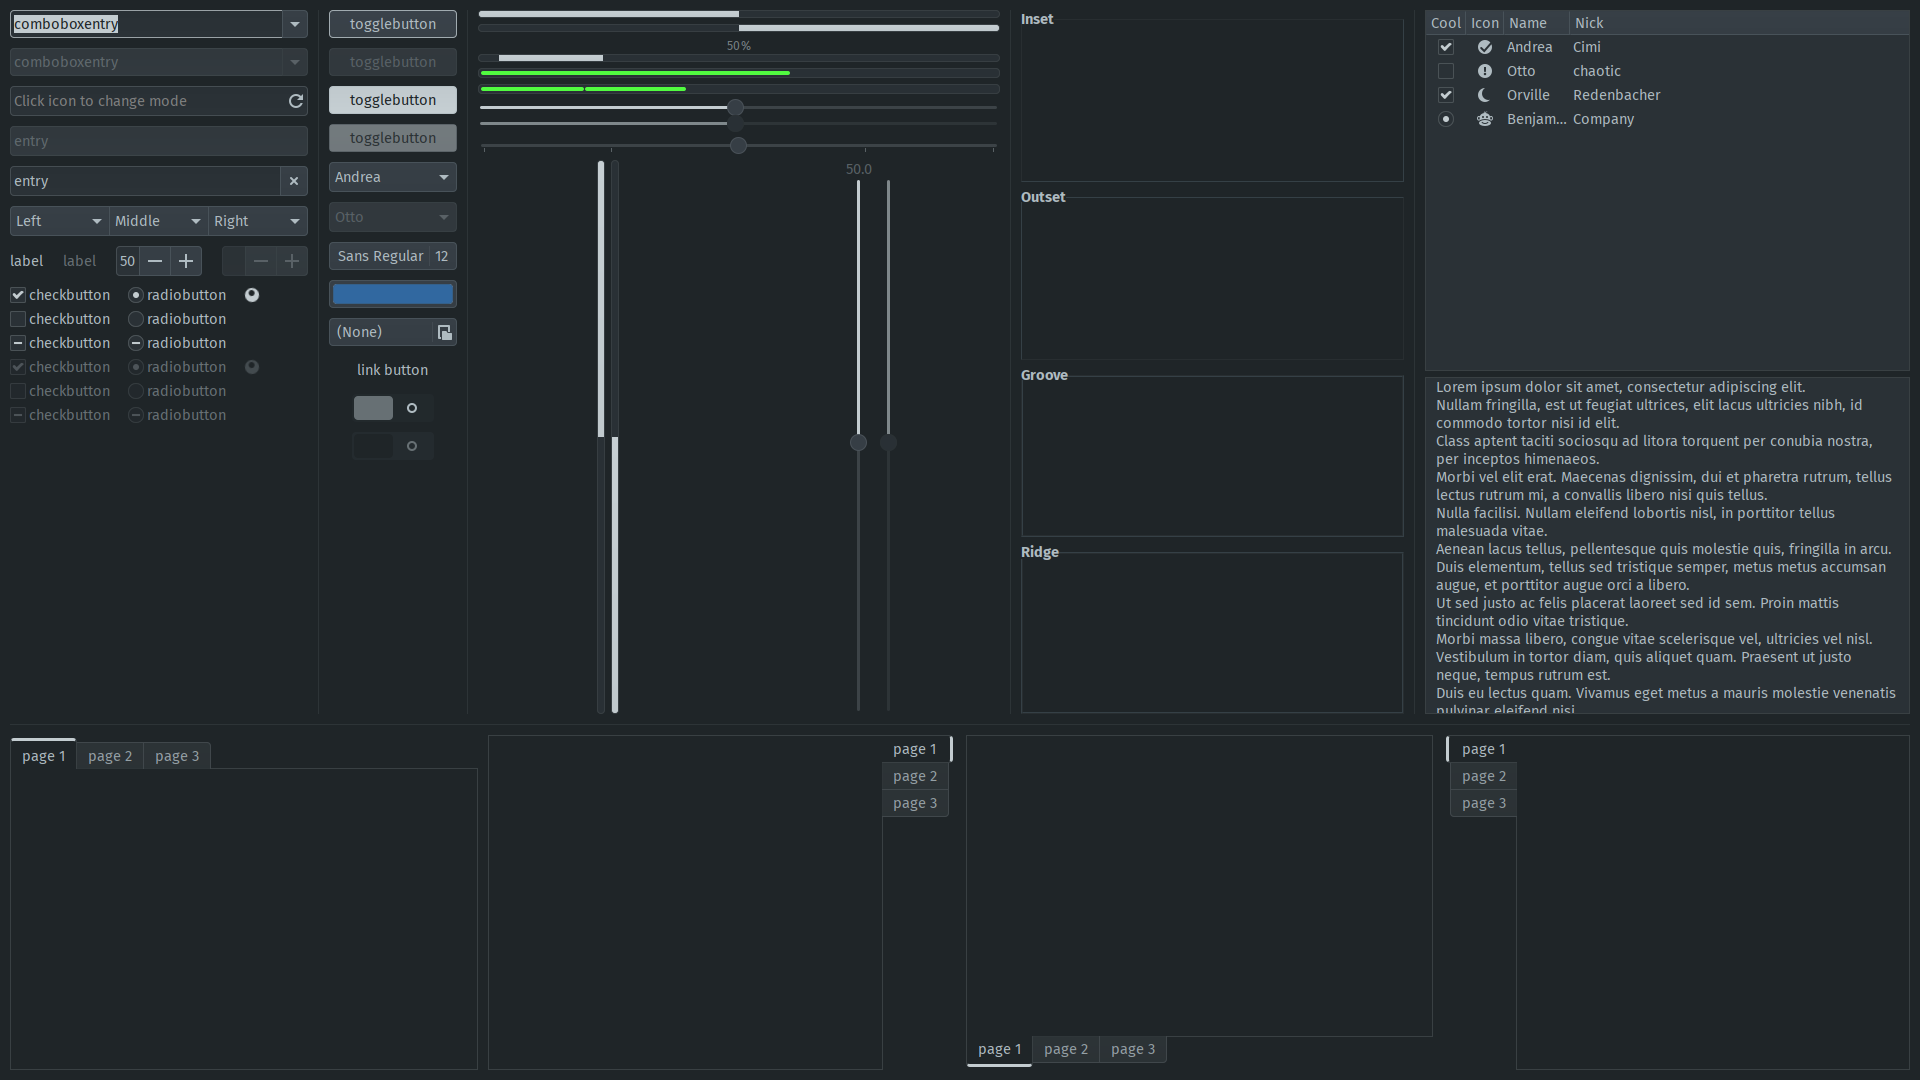 comboboxentry
comboboxentry
Click icon to change mode
entry
entry
Left Middle Right
label label 50
checkbutton radiobutton
checkbutton radiobutton
checkbutton radiobutton
checkbutton radiobutton
checkbutton radiobutton
checkbutton radiobutton
togglebutton
togglebutton
togglebutton
togglebutton
Andrea
Otto
Sans Regular 12
(None)
link button
50%
50.0
Inset
Outset
Groove
Ridge
Cool Icon Name Nick
Andrea Cimi
Otto chaotic
Orville Redenbacher
Benjam... Company
Lorem ipsum dolor sit amet, consectetur adipiscing elit.
Nullam fringilla, est ut feugiat ultrices, elit lacus ultricies nibh, id
commodo tortor nisi id elit.
Class aptent taciti sociosqu ad litora torquent per conubia nostra,
per inceptos himenaeos.
Morbi vel elit erat. Maecenas dignissim, dui et pharetra rutrum, tellus
lectus rutrum mi, a convallis libero nisi quis tellus.
Nulla facilisi. Nullam eleifend lobortis nisl, in porttitor tellus
malesuada vitae.
Aenean lacus tellus, pellentesque quis molestie quis, fringilla in arcu.
Duis elementum, tellus sed tristique semper, metus metus accumsan
augue, et porttitor augue orci a libero.
Ut sed justo ac felis placerat laoreet sed id sem. Proin mattis
tincidunt odio vitae tristique.
Morbi massa libero, congue vitae scelerisque vel, ultricies vel nisl.
Vestibulum in tortor diam, quis aliquet quam. Praesent ut justo
neque, tempus rutrum est.
Duis eu lectus quam. Vivamus eget metus a mauris molestie venenatis
pulvinar eleifend nisi.
page 1 page 2 page 3
page 1
page 2
page 3
page 1 page 2 page 3
page 1
page 2
page 3